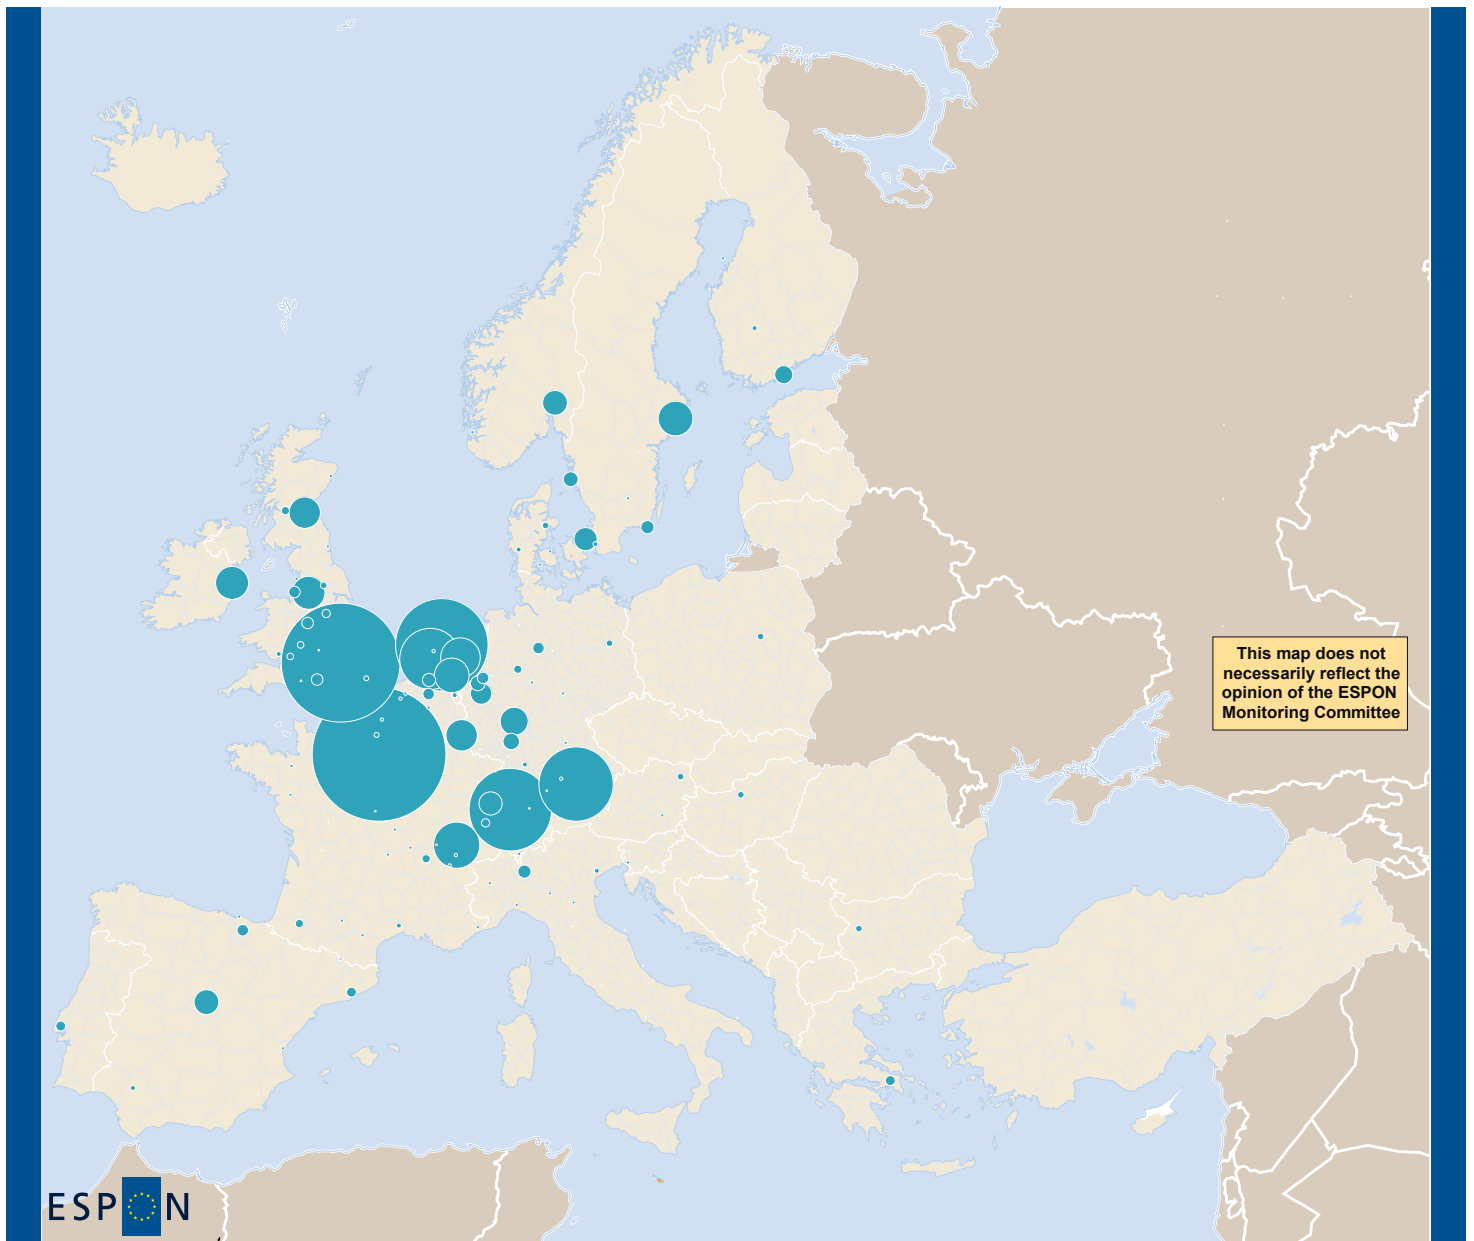 This map does not
necessarily reflect the
opinion of the ESPON
Monitoring Committee
ESPON